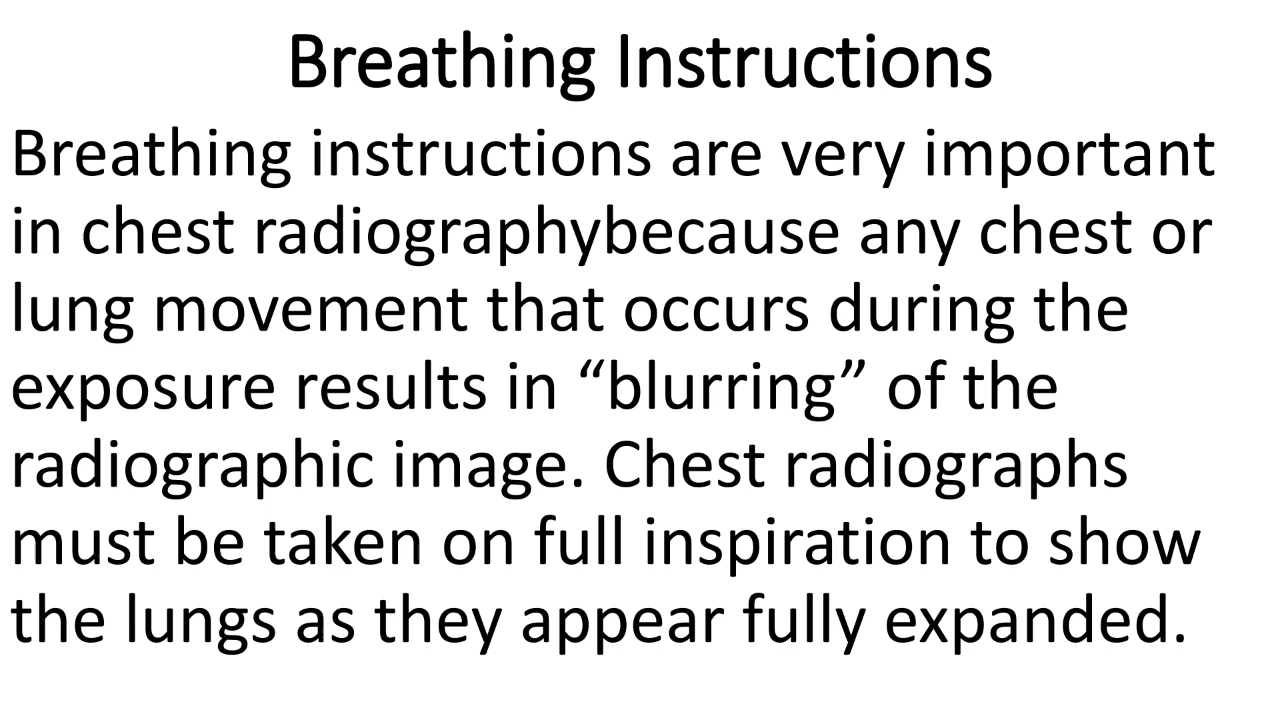 Breathing Instructions
Breathing instructions are very important
in chest radiographybecause any chest or
lung movement that occurs during the
exposure results in “blurring” of the
radiographic image. Chest radiographs
must be taken on full inspiration to show
the lungs as they appear fully expanded.